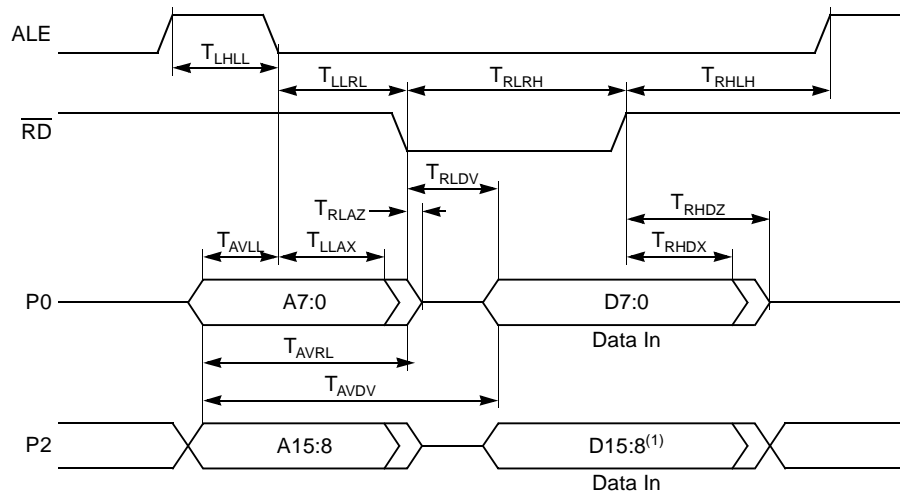 ALE
T_LHLL
T_LLRL T_RLRH T_RHLH
RD
T_RLDV
T_RLAZ T_RHDZ
T_AVLL T_LLAX T_RHDX
P0 A7:0 D7:0
Data In
T_AVRL
T_AVDV
P2 A15:8 D15:8(1)
Data In